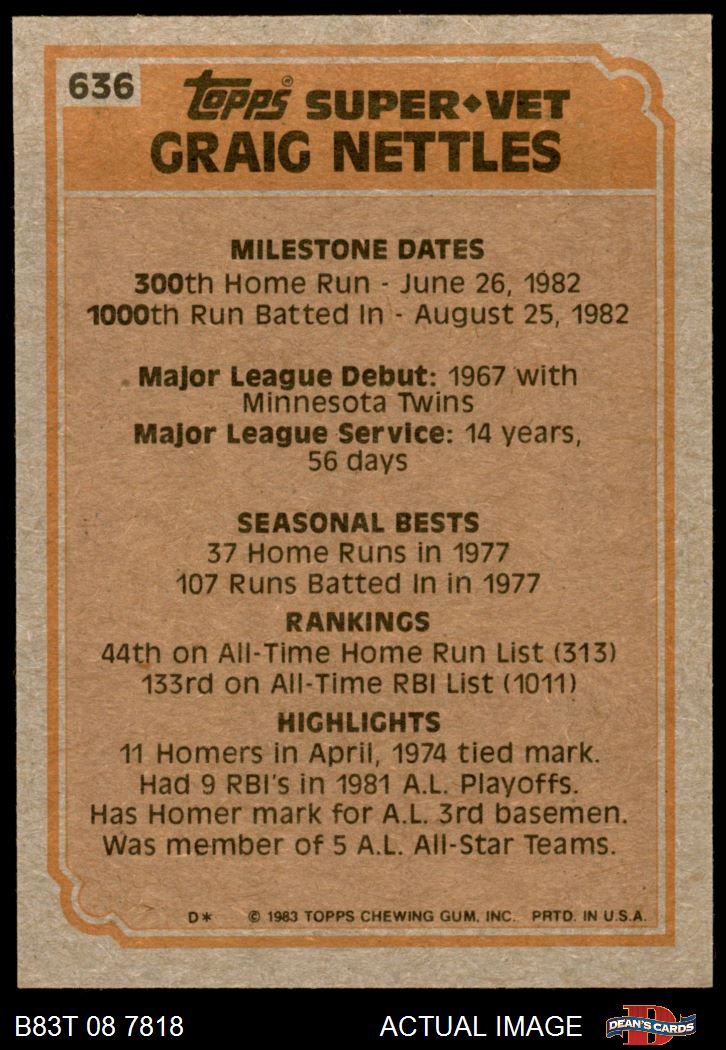 636
Topps® SUPER◆VET
GRAIG NETTLES
MILESTONE DATES
300th Home Run - June 26, 1982
1000th Run Batted In - August 25, 1982
Major League Debut: 1967 with
Minnesota Twins
Major League Service: 14 years,
56 days
SEASONAL BESTS
37 Home Runs in 1977
107 Runs Batted In in 1977
RANKINGS
44th on All-Time Home Run List (313)
133rd on All-Time RBI List (1011)
HIGHLIGHTS
11 Homers in April, 1974 tied mark.
Had 9 RBI's in 1981 A.L. Playoffs.
Has Homer mark for A.L. 3rd basemen.
Was member of 5 A.L. All-Star Teams.
D* © 1983 TOPPS CHEWING GUM, INC. PRTD. IN U.S.A.
B83T 08 7818 ACTUAL IMAGE DEAN'S CARDS